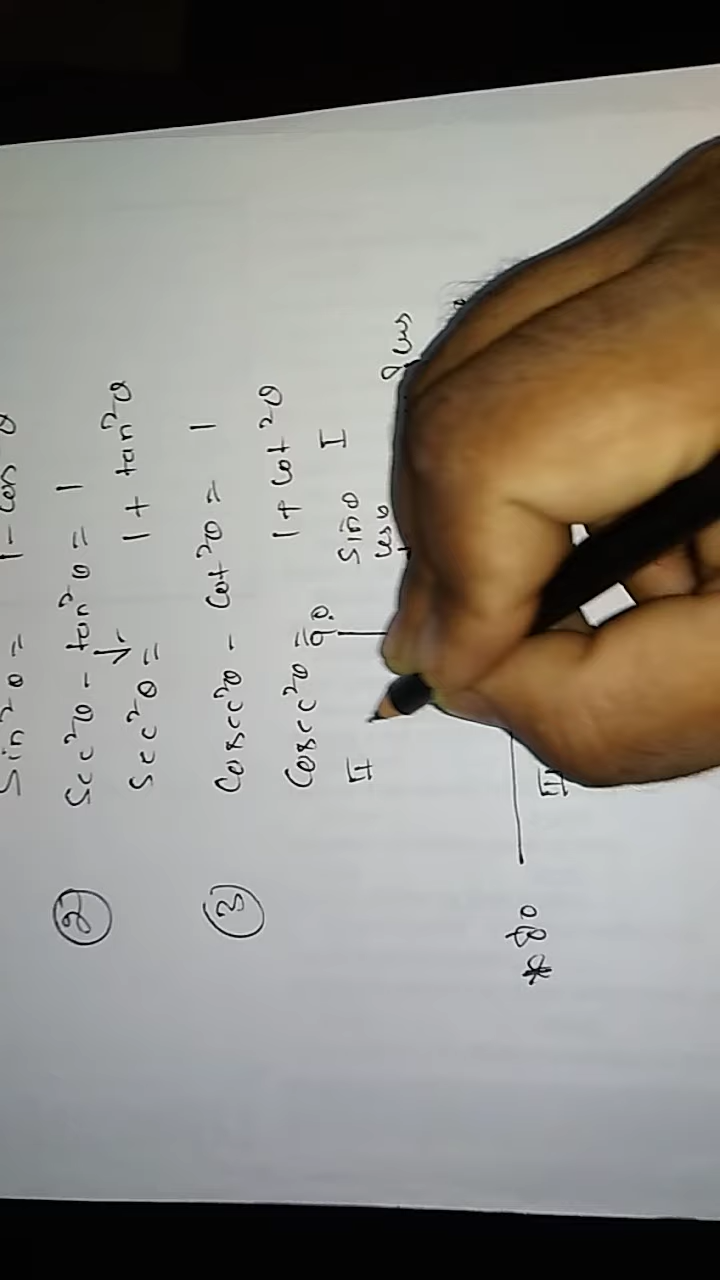 Sin²θ = 1 - Cos²θ
② Sec²θ - tan²θ = 1
Sec²θ = 1 + tan²θ
③ Cosec²θ - Cot²θ = 1
Cosec²θ = 1 + Cot²θ
90
II Sinθ I
III
180